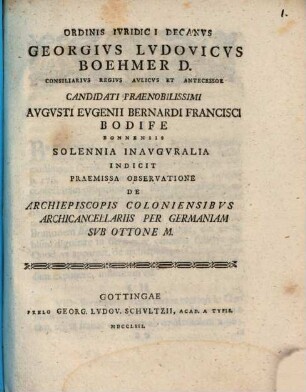 1.
ORDINIS IVRIDICI DECANVS
GEORGIVS LVDOVICVS
BOEHMER D.
CONSILIARIVS REGIVS AVLICVS ET ANTECESSOR
CANDIDATI PRAENOBILISSIMI
AVGVSTI EVGENII BERNARDI FRANCISCI
BODIFE
BONNENSIS
SOLENNIA INAVGVRALIA
INDICIT
PRAEMISSA OBSERVATIONE
DE
ARCHIEPISCOPIS COLONIENSIBVS
ARCHICANCELLARIIS PER GERMANIAM
SVB OTTONE M.
GOTTINGAE
PRELO GEORG. LVDOV. SCHVLTZII, ACAD. A TYPIS.
MDCCLIII.